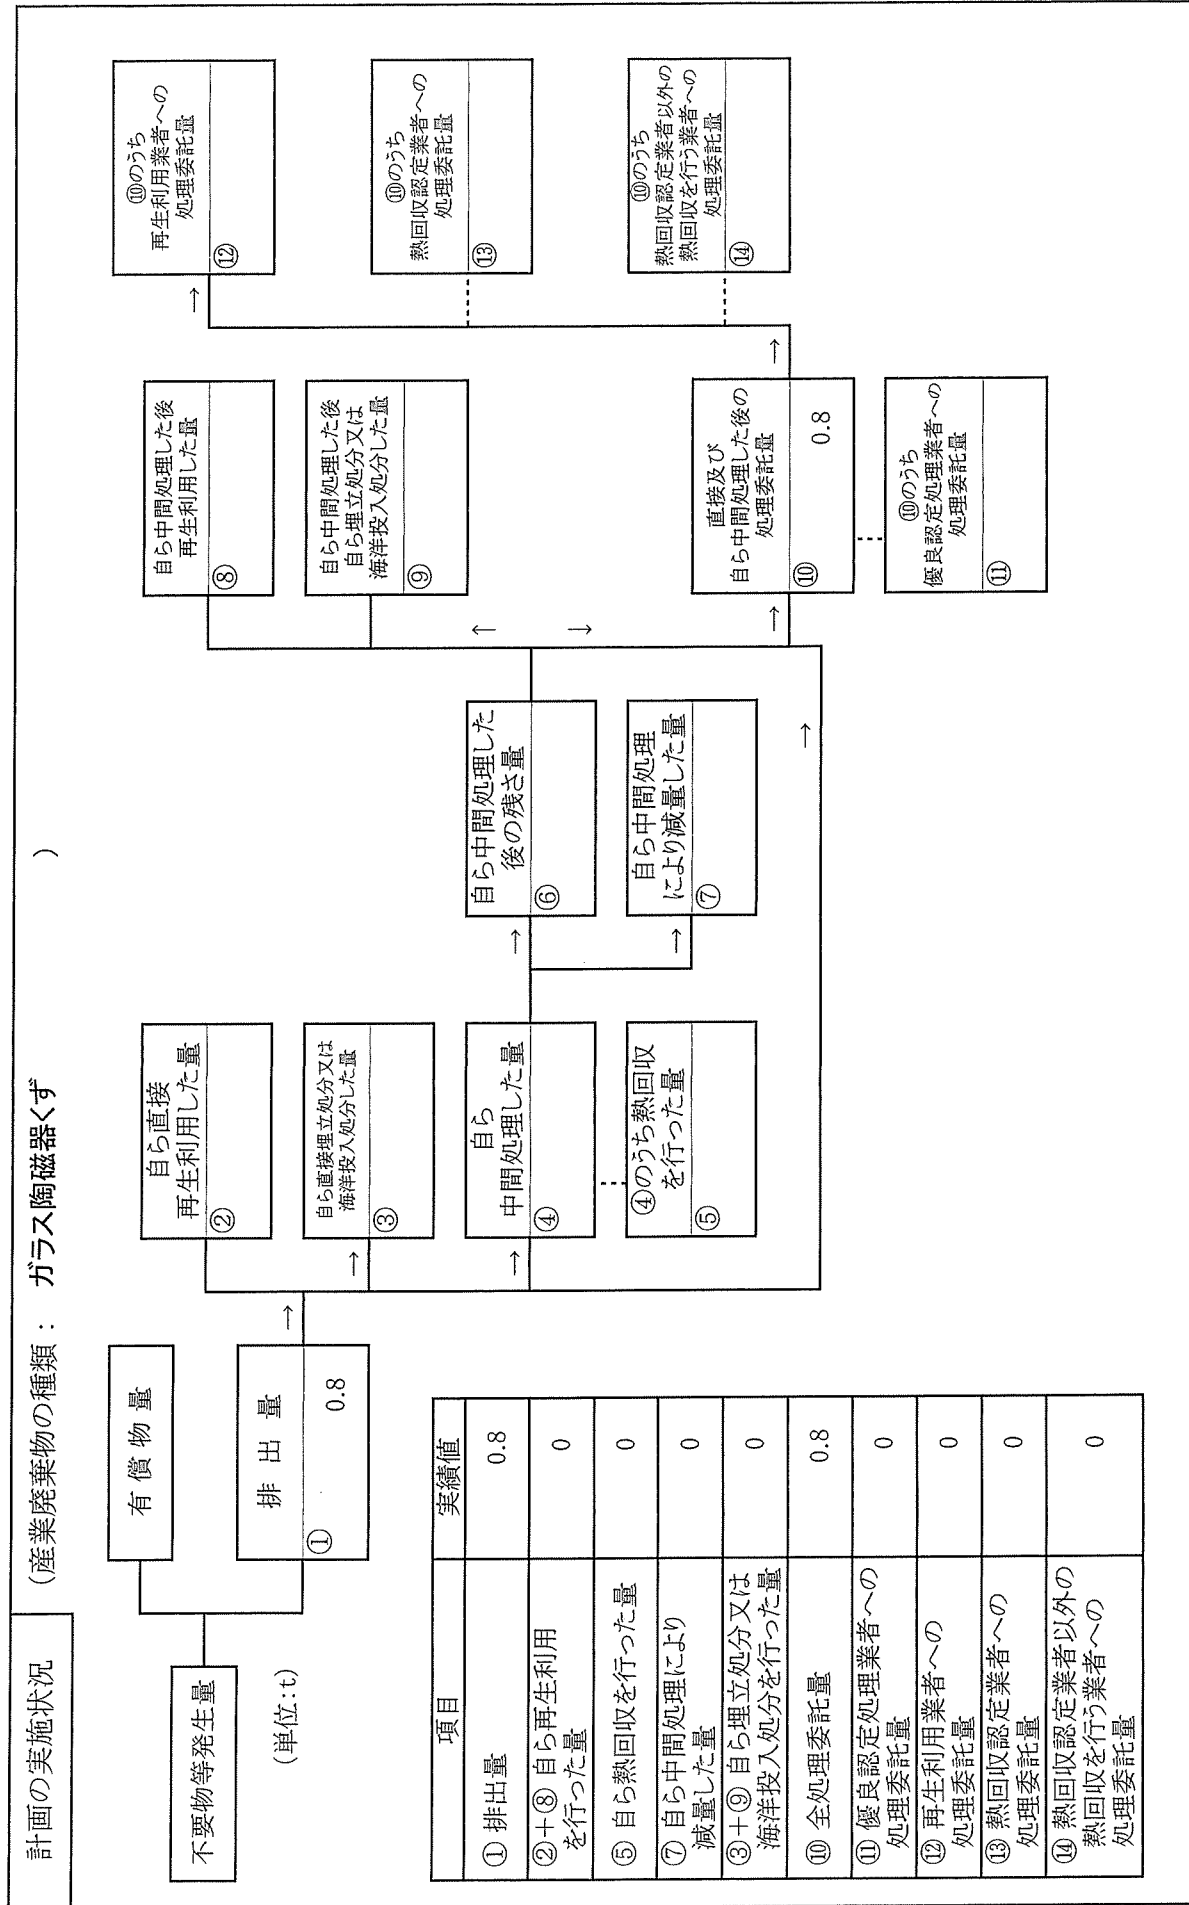 計画の実施状況
(産業廃棄物の種類： ガラス陶磁器くず )
不要物等発生量
(単位:t)
有償物量
排出量
① 0.8
→
自ら直接
再生利用した量
②
→
自ら直接埋立処分又は
海洋投入処分した量
③
→
自ら
中間処理した量
④
④のうち熱回収
を行った量
⑤
→
自ら中間処理した
後の残さ量
⑥
→
自ら中間処理
により減量した量
⑦
→
自ら中間処理した後
再生利用した量
⑧
自ら中間処理した後
自ら埋立処分又は
海洋投入処分した量
⑨
↑
↓
→
直接及び
自ら中間処理した後の
処理委託量
⑩ 0.8
⑩のうち
優良認定処理業者への
処理委託量
⑪
→
→
⑩のうち
再生利用業者への
処理委託量
⑫
⑩のうち
熱回収認定業者への
処理委託量
⑬
⑩のうち
熱回収認定業者以外の
熱回収を行う業者への
処理委託量
⑭
項目 実績値
① 排出量 0.8
②+⑧ 自ら再生利用
を行った量 0
⑤ 自ら熱回収を行った量 0
⑦ 自ら中間処理により
減量した量 0
③+⑨ 自ら埋立処分又は
海洋投入処分を行った量 0
⑩ 全処理委託量 0.8
⑪ 優良認定処理業者への
処理委託量 0
⑫ 再生利用業者への
処理委託量 0
⑬ 熱回収認定業者への
処理委託量 0
⑭ 熱回収認定業者以外の
熱回収を行う業者への
処理委託量 0